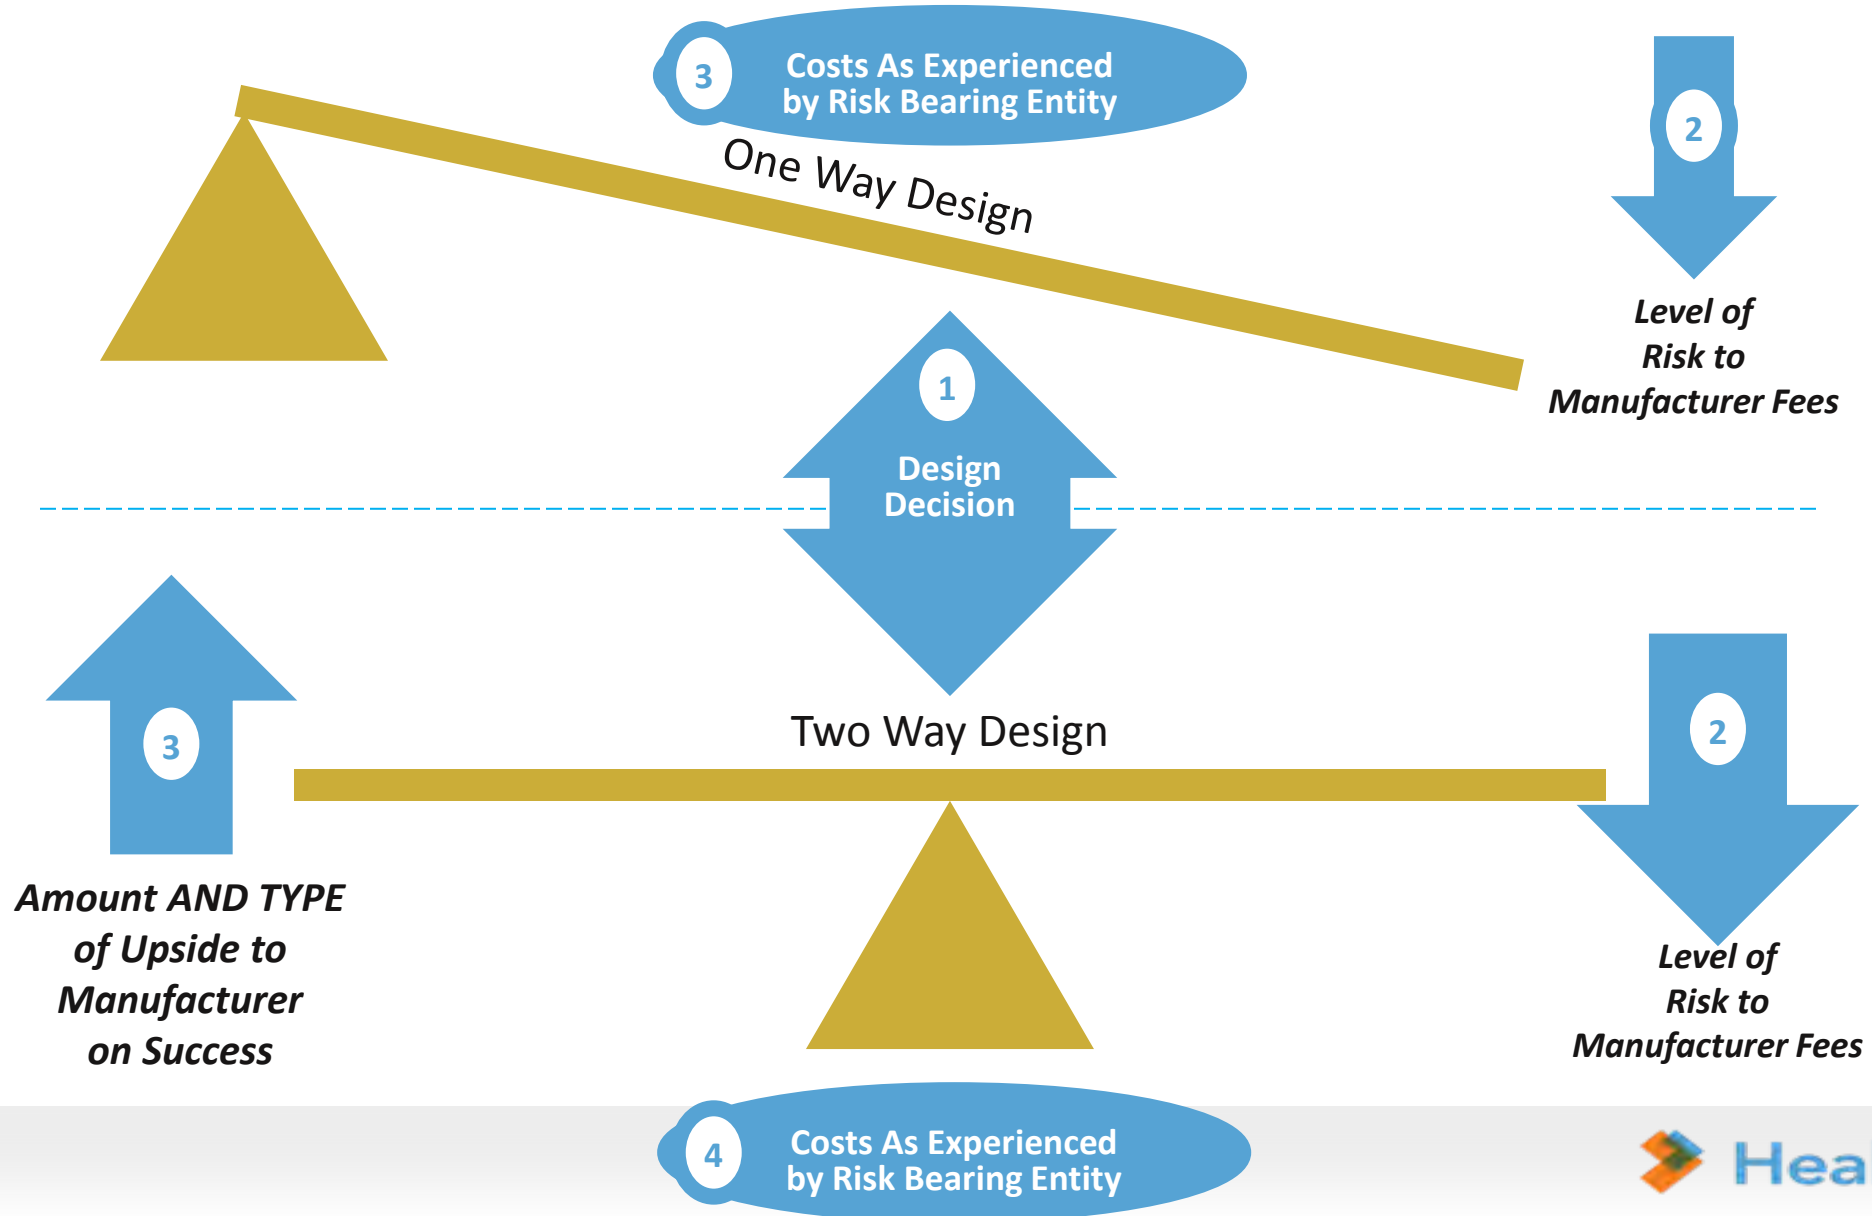 3
Costs As Experienced
by Risk Bearing Entity
2
One Way Design
Level of
Risk to
Manufacturer Fees
1
Design
Decision
3
Two Way Design
2
Amount AND TYPE
of Upside to
Manufacturer
on Success
Level of
Risk to
Manufacturer Fees
4
Costs As Experienced
by Risk Bearing Entity
Hea